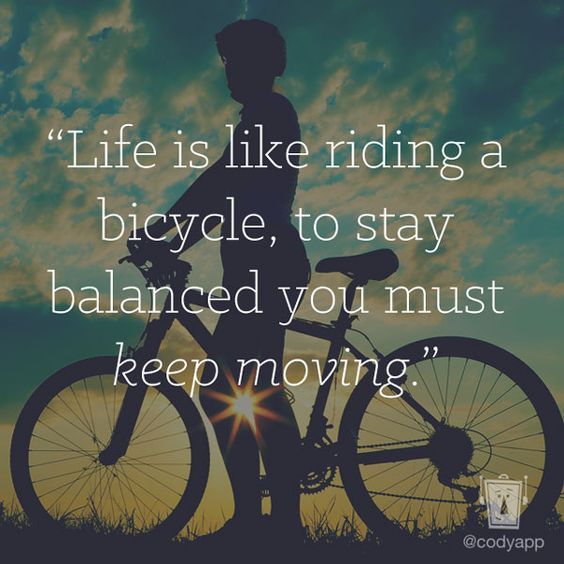 “Life is like riding a
bicycle, to stay
balanced you must
keep moving.”
@codyapp